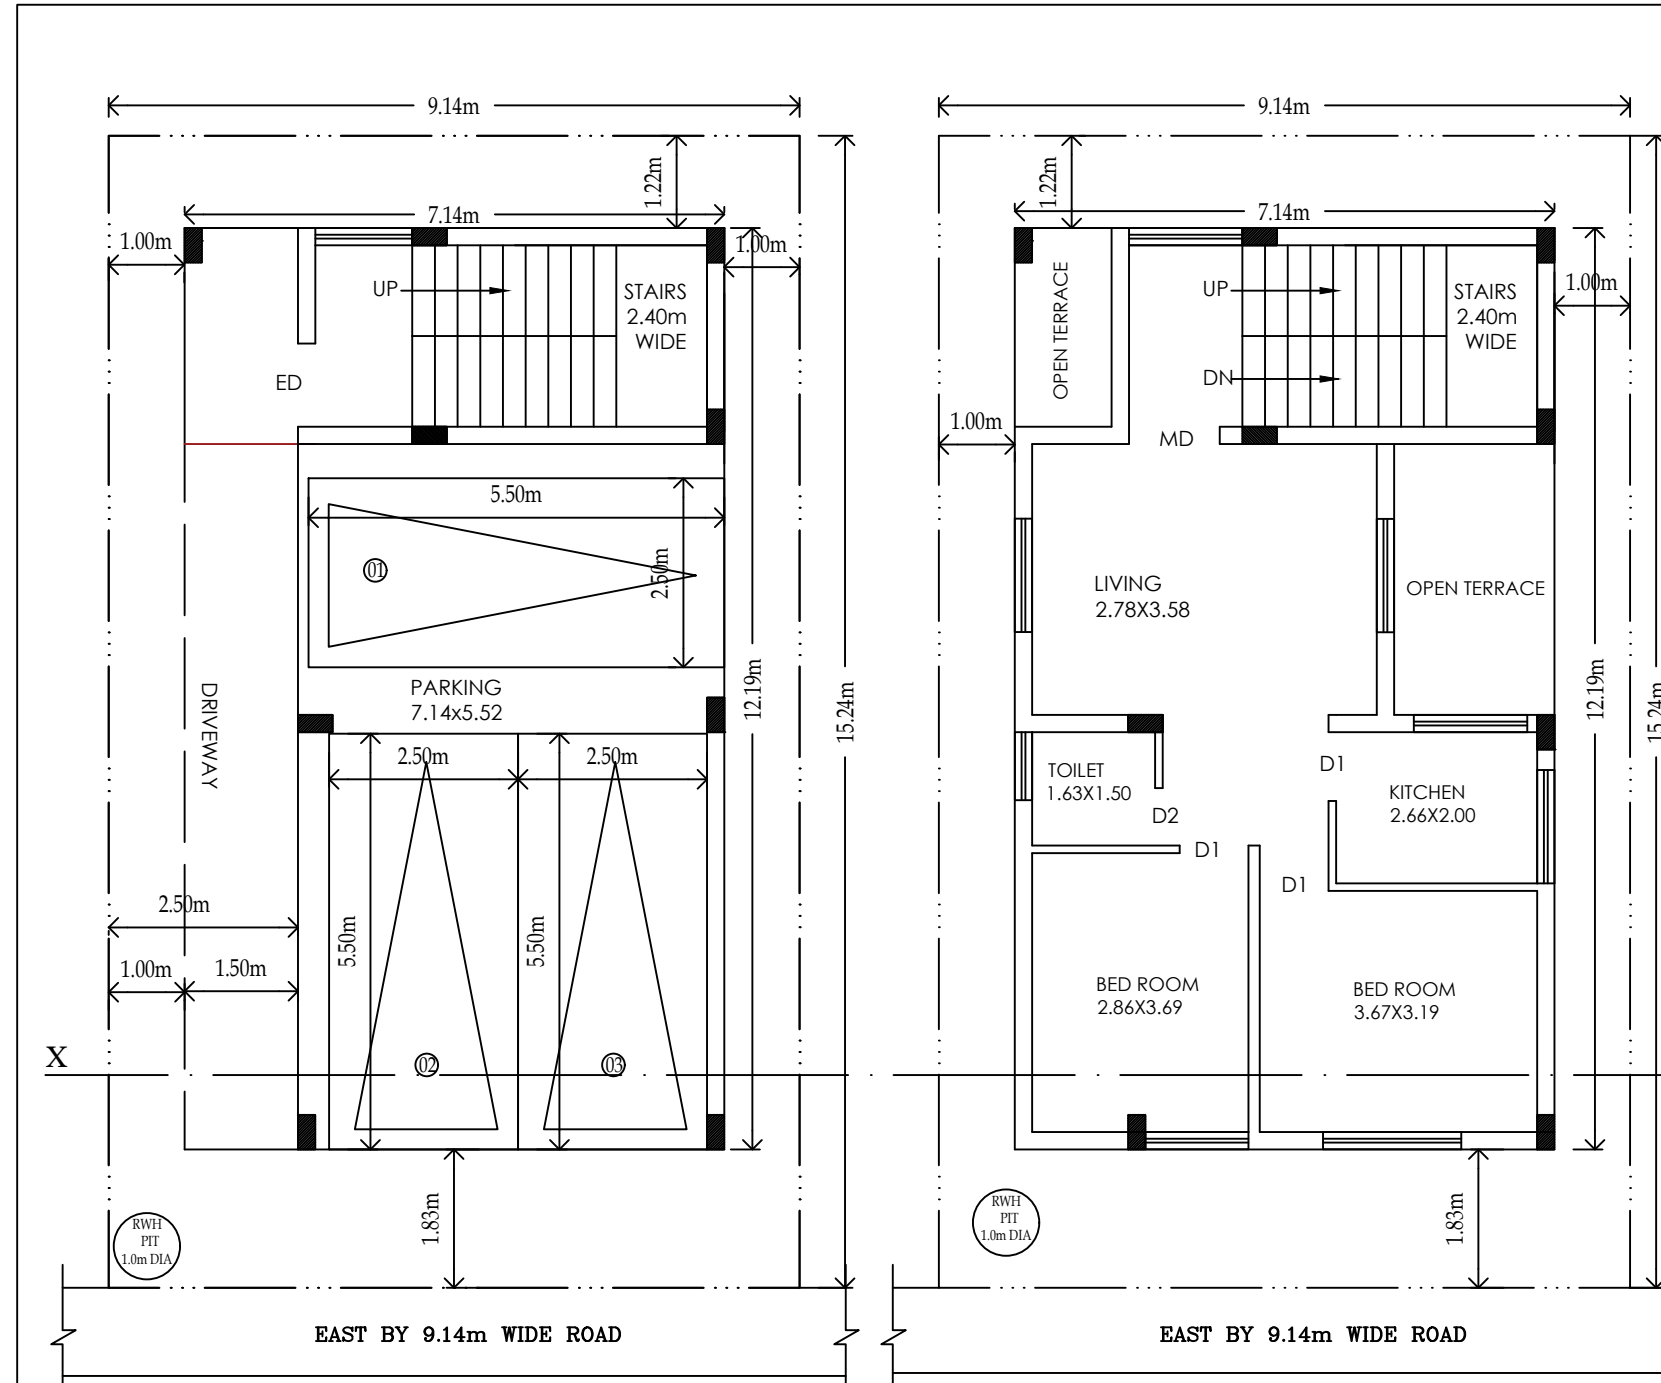 9.14m
1.22m
7.14m
1.00m
1.00m
UP
STAIRS
2.40m
WIDE
ED
5.50m
01
2.50m
PARKING
7.14x5.52
DRIVEWAY
12.19m
15.24m
2.50m
2.50m
2.50m
5.50m
5.50m
1.00m
1.50m
X
02
03
1.83m
RWH
PIT
1.0m DIA
EAST BY 9.14m WIDE ROAD
9.14m
1.22m
7.14m
1.00m
OPEN TERRACE
UP
STAIRS
2.40m
WIDE
DN
1.00m
MD
LIVING
2.78X3.58
OPEN TERRACE
12.19m
15.24m
TOILET
1.63X1.50
D1
D2
KITCHEN
2.66X2.00
D1
D1
BED ROOM
2.86X3.69
BED ROOM
3.67X3.19
1.83m
RWH
PIT
1.0m DIA
EAST BY 9.14m WIDE ROAD